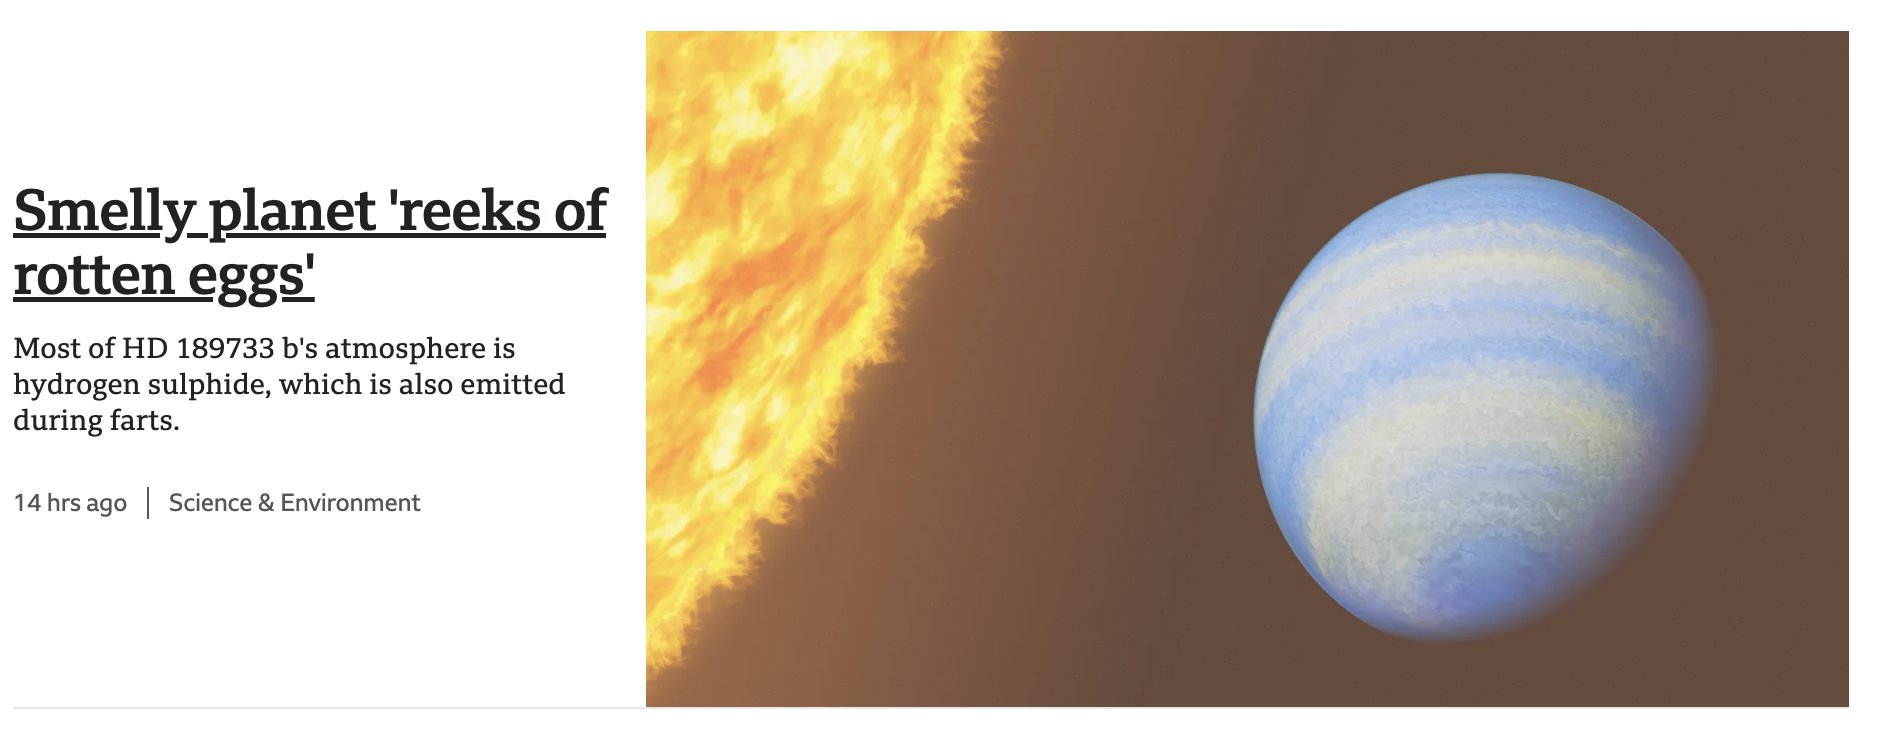 Smelly planet 'reeks of
rotten eggs'
Most of HD 189733 b's atmosphere is
hydrogen sulphide, which is also emitted
during farts.
14 hrs ago | Science & Environment